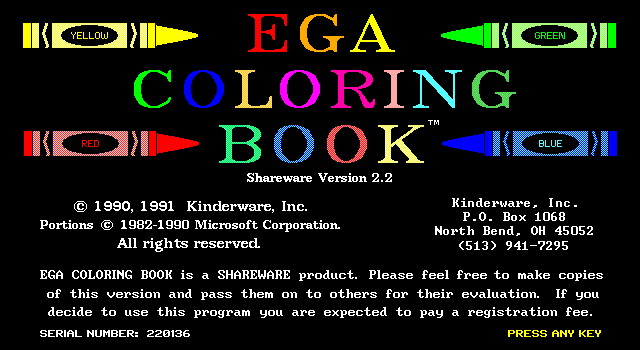 YELLOW
EGA
GREEN
COLORING
RED
BOOK™
BLUE
Shareware Version 2.2
© 1990, 1991 Kinderware, Inc.
Portions © 1982-1990 Microsoft Corporation.
All rights reserved.
Kinderware, Inc.
P.O. Box 1068
North Bend, OH 45052
(513) 941-7295
EGA COLORING BOOK is a SHAREWARE product. Please feel free to make copies
of this version and pass them on to others for their evaluation. If you
decide to use this program you are expected to pay a registration fee.
SERIAL NUMBER: 220136
PRESS ANY KEY